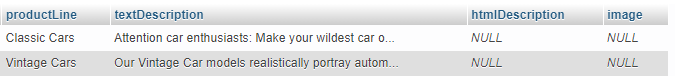 productLine textDescription htmlDescription image
Classic Cars Attention car enthusiasts: Make your wildest car o... NULL NULL
Vintage Cars Our Vintage Car models realistically portray autom... NULL NULL